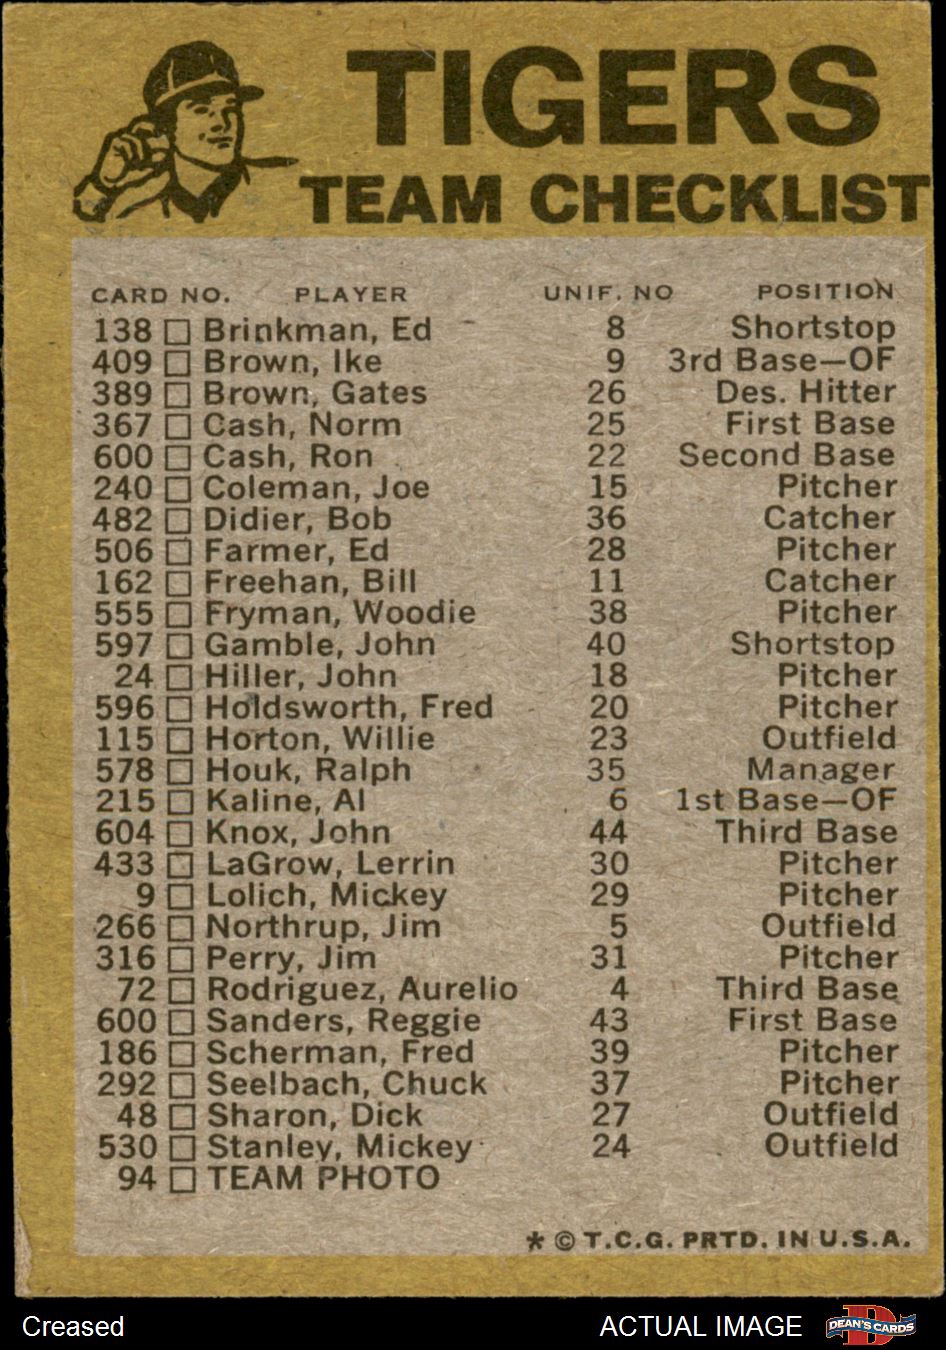 TIGERS
TEAM CHECKLIST
CARD NO. PLAYER UNIF. NO POSITION
138 Brinkman, Ed 8 Shortstop
409 Brown, Ike 9 3rd Base—OF
389 Brown, Gates 26 Des. Hitter
367 Cash, Norm 25 First Base
600 Cash, Ron 22 Second Base
240 Coleman, Joe 15 Pitcher
482 Didier, Bob 36 Catcher
506 Farmer, Ed 28 Pitcher
162 Freehan, Bill 11 Catcher
555 Fryman, Woodie 38 Pitcher
597 Gamble, John 40 Shortstop
24 Hiller, John 18 Pitcher
596 Holdsworth, Fred 20 Pitcher
115 Horton, Willie 23 Outfield
578 Houk, Ralph 35 Manager
215 Kaline, Al 6 1st Base—OF
604 Knox, John 44 Third Base
433 LaGrow, Lerrin 30 Pitcher
9 Lolich, Mickey 29 Pitcher
266 Northrup, Jim 5 Outfield
316 Perry, Jim 31 Pitcher
72 Rodriguez, Aurelio 4 Third Base
600 Sanders, Reggie 43 First Base
186 Scherman, Fred 39 Pitcher
292 Seelbach, Chuck 37 Pitcher
48 Sharon, Dick 27 Outfield
530 Stanley, Mickey 24 Outfield
94 TEAM PHOTO
* © T.C.G. PRTD. IN U.S.A.
Creased ACTUAL IMAGE DEAN'S CARDS